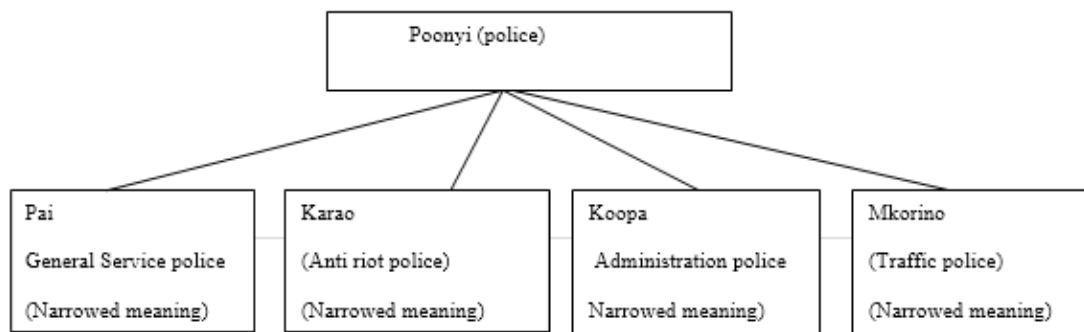 Poonyi (police)
Pai
General Service police
(Narrowed meaning)
Karao
(Anti riot police)
(Narrowed meaning)
Koopa
Administration police
Narrowed meaning)
Mkorino
(Traffic police)
(Narrowed meaning)